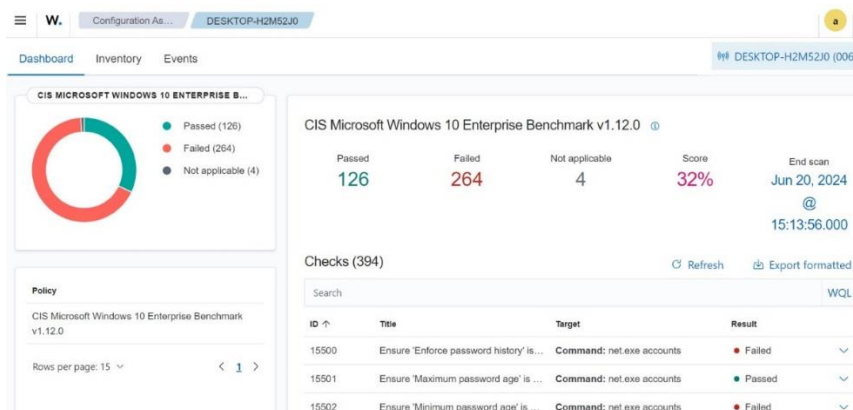 W.
Configuration As...
DESKTOP-H2M52J0
a
Dashboard
Inventory
Events
DESKTOP-H2M52J0 (006
CIS MICROSOFT WINDOWS 10 ENTERPRISE B...
Passed (126)
Failed (264)
Not applicable (4)
CIS Microsoft Windows 10 Enterprise Benchmark v1.12.0
Passed
Failed
Not applicable
Score
End scan
126
264
4
32%
Jun 20, 2024
@
15:13:56.000
Checks (394)
Refresh
Export formatted
Search
WQL
Policy
CIS Microsoft Windows 10 Enterprise Benchmark
v1.12.0
Rows per page: 15
1
ID
Title
Target
Result
15500
Ensure 'Enforce password history' is...
Command: net.exe accounts
Failed
15501
Ensure 'Maximum password age' is ...
Command: net.exe accounts
Passed
15502
Ensure 'Minimum password age' is ...
Command: net.exe accounts
Failed